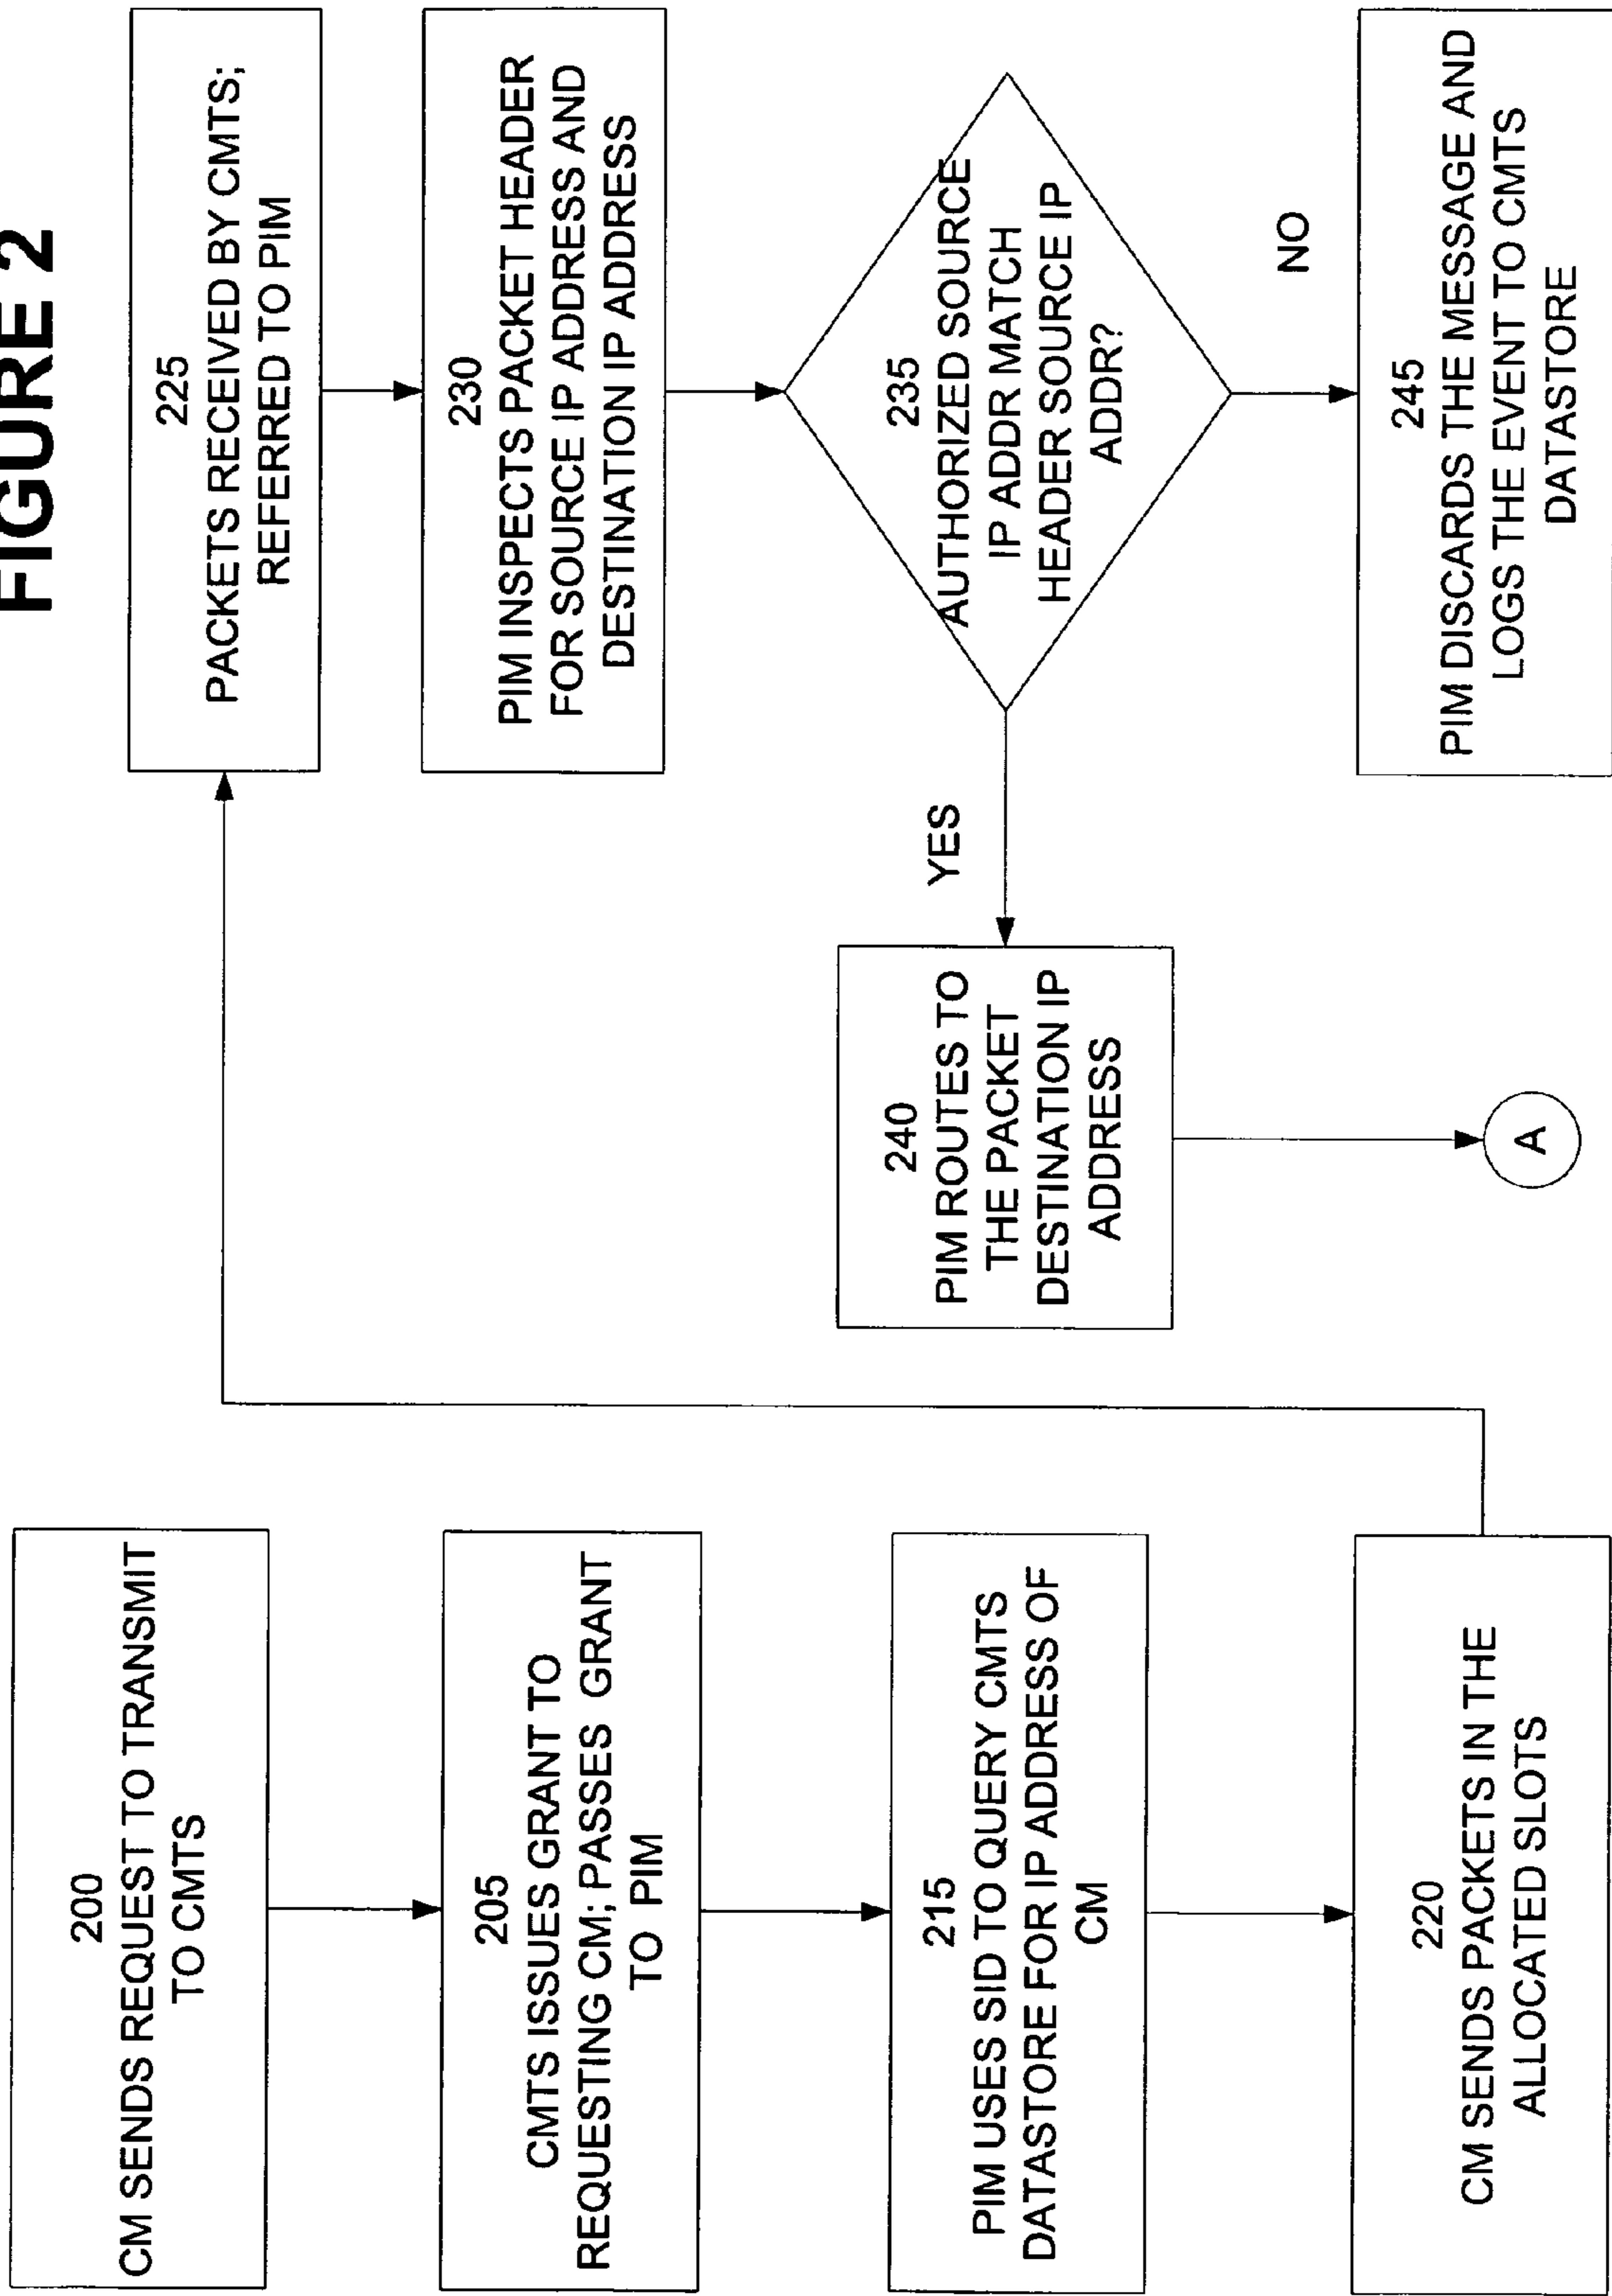 FIGURE 2
200
CM SENDS REQUEST TO TRANSMIT
TO CMTS
205
CMTS ISSUES GRANT TO
REQUESTING CM; PASSES GRANT
TO PIM
215
PIM USES SID TO QUERY CMTS
DATASTORE FOR IP ADDRESS OF
CM
220
CM SENDS PACKETS IN THE
ALLOCATED SLOTS
225
PACKETS RECEIVED BY CMTS;
REFERRED TO PIM
230
PIM INSPECTS PACKET HEADER
FOR SOURCE IP ADDRESS AND
DESTINATION IP ADDRESS
235
AUTHORIZED SOURCE
IP ADDR MATCH
HEADER SOURCE IP
ADDR?
YES
240
PIM ROUTES TO
THE PACKET
DESTINATION IP
ADDRESS
A
NO
245
PIM DISCARDS THE MESSAGE AND
LOGS THE EVENT TO CMTS
DATASTORE